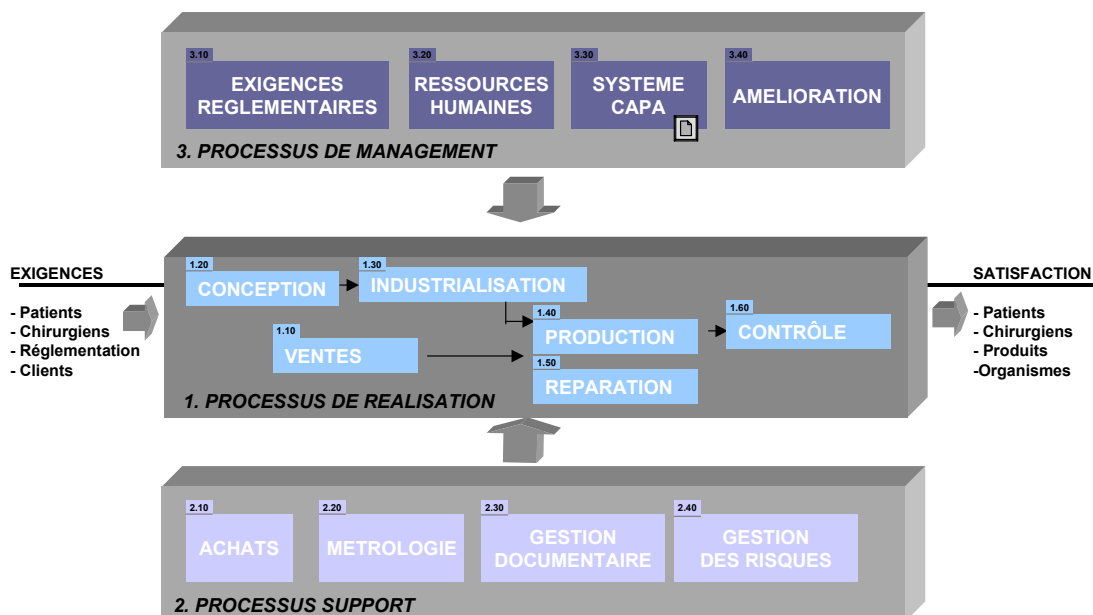 3.10
EXIGENCES
REGLEMENTAIRES
3.20
RESSOURCES
HUMAINES
3.30
SYSTEME
CAPA
3.40
AMELIORATION
3. PROCESSUS DE MANAGEMENT
EXIGENCES
- Patients
- Chirurgiens
- Réglementation
- Clients
1.20
CONCEPTION
1.30
INDUSTRIALISATION
1.10
VENTES
1.40
PRODUCTION
1.50
REPARATION
1.60
CONTRÔLE
1. PROCESSUS DE REALISATION
SATISFACTION
- Patients
- Chirurgiens
- Produits
-Organismes
2.10
ACHATS
2.20
METROLOGIE
2.30
GESTION
DOCUMENTAIRE
2.40
GESTION
DES RISQUES
2. PROCESSUS SUPPORT